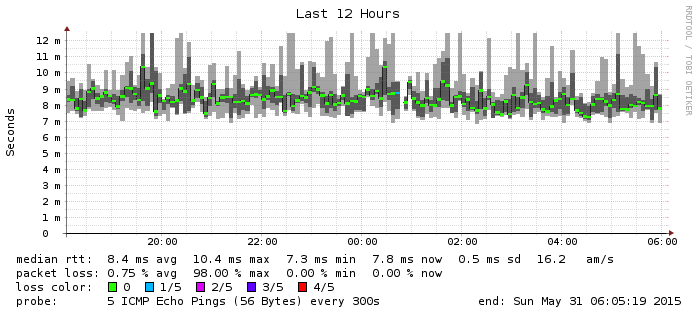 Last 12 Hours
RRDTOOL / TOBI OETIKER
Seconds
12 m
11 m
10 m
9 m
8 m
7 m
6 m
5 m
4 m
3 m
2 m
1 m
0
20:00 22:00 00:00 02:00 04:00 06:00
median rtt: 8.4 ms avg 10.4 ms max 7.3 ms min 7.8 ms now 0.5 ms sd 16.2 am/s
packet loss: 0.75 % avg 98.00 % max 0.00 % min 0.00 % now
loss color: 0 1/5 2/5 3/5 4/5
probe: 5 ICMP Echo Pings (56 Bytes) every 300s end: Sun May 31 06:05:19 2015